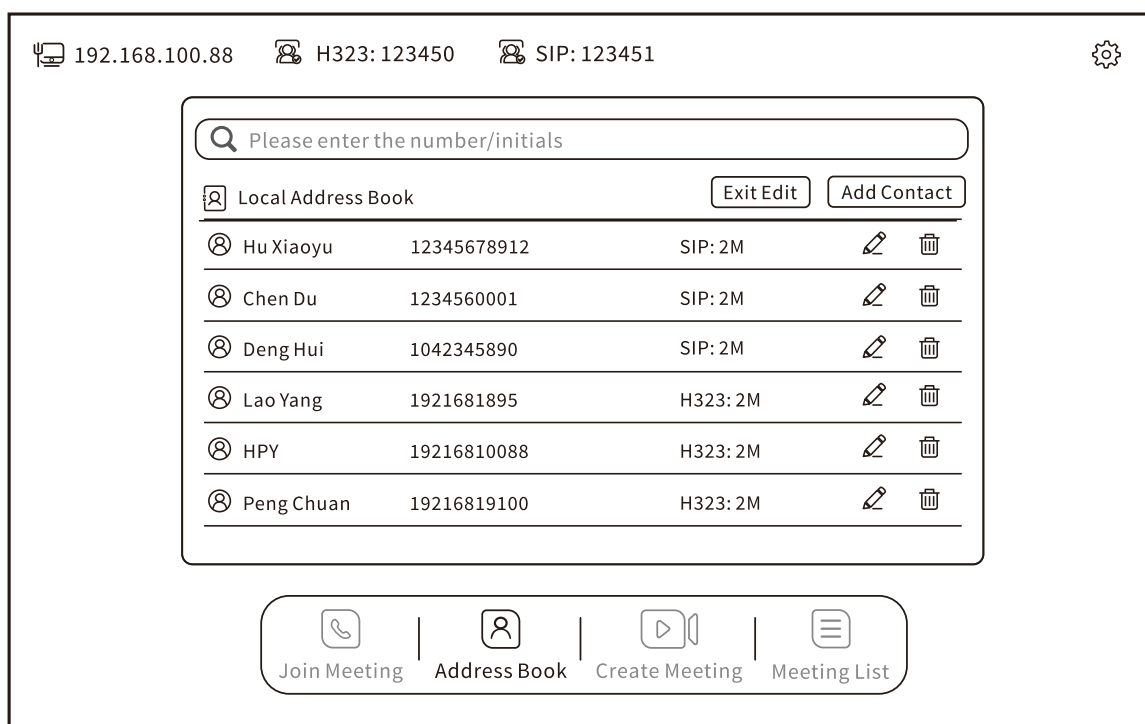 192.168.100.88 H323: 123450 SIP: 123451
Please enter the number/initials
Local Address Book Exit Edit Add Contact
Hu Xiaoyu 12345678912 SIP: 2M
Chen Du 1234560001 SIP: 2M
Deng Hui 1042345890 SIP: 2M
Lao Yang 1921681895 H323: 2M
HPY 19216810088 H323: 2M
Peng Chuan 19216819100 H323: 2M
Join Meeting Address Book Create Meeting Meeting List